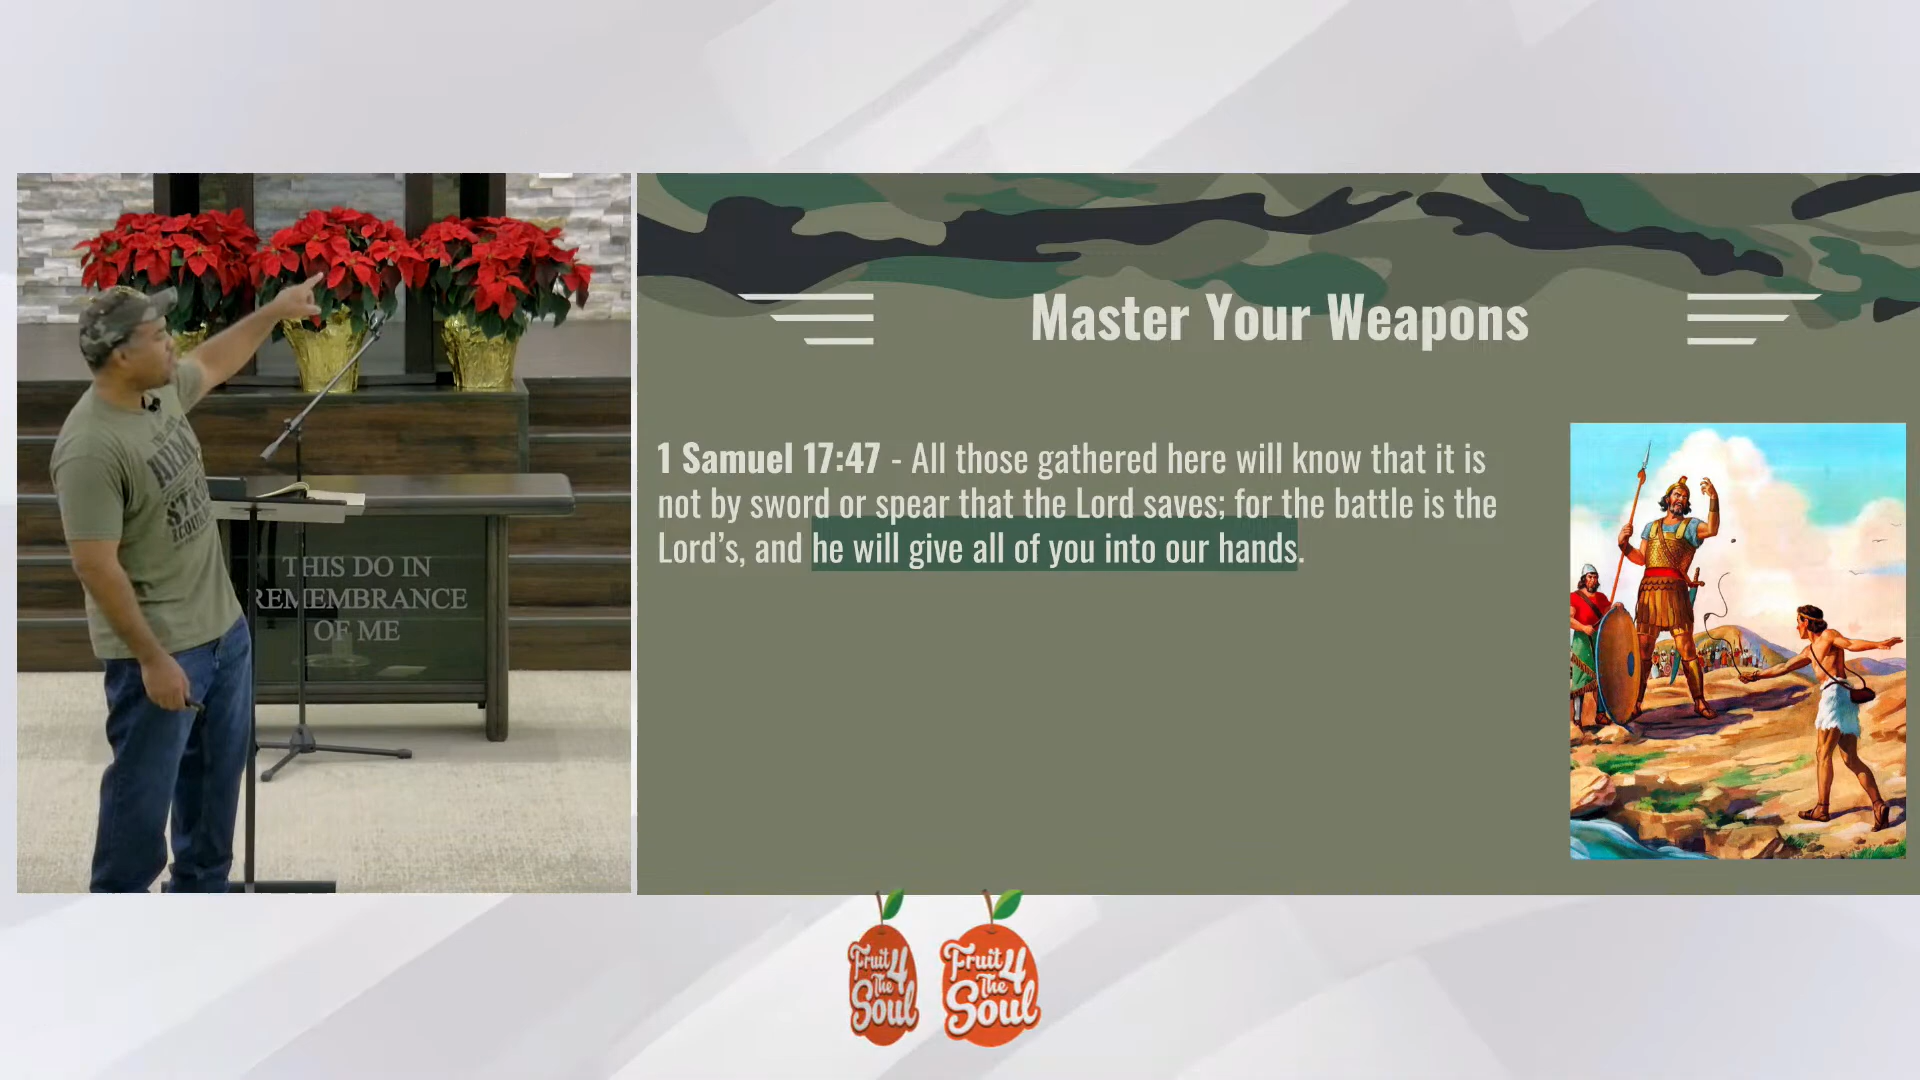 Master Your Weapons
1 Samuel 17:47 - All those gathered here will know that it is
not by sword or spear that the Lord saves; for the battle is the
Lord's, and he will give all of you into our hands.
ARMY
STRONG
THIS DO IN
REMEMBRANCE
OF ME
Fruit 4
The
Soul
Fruit 4
The
Soul